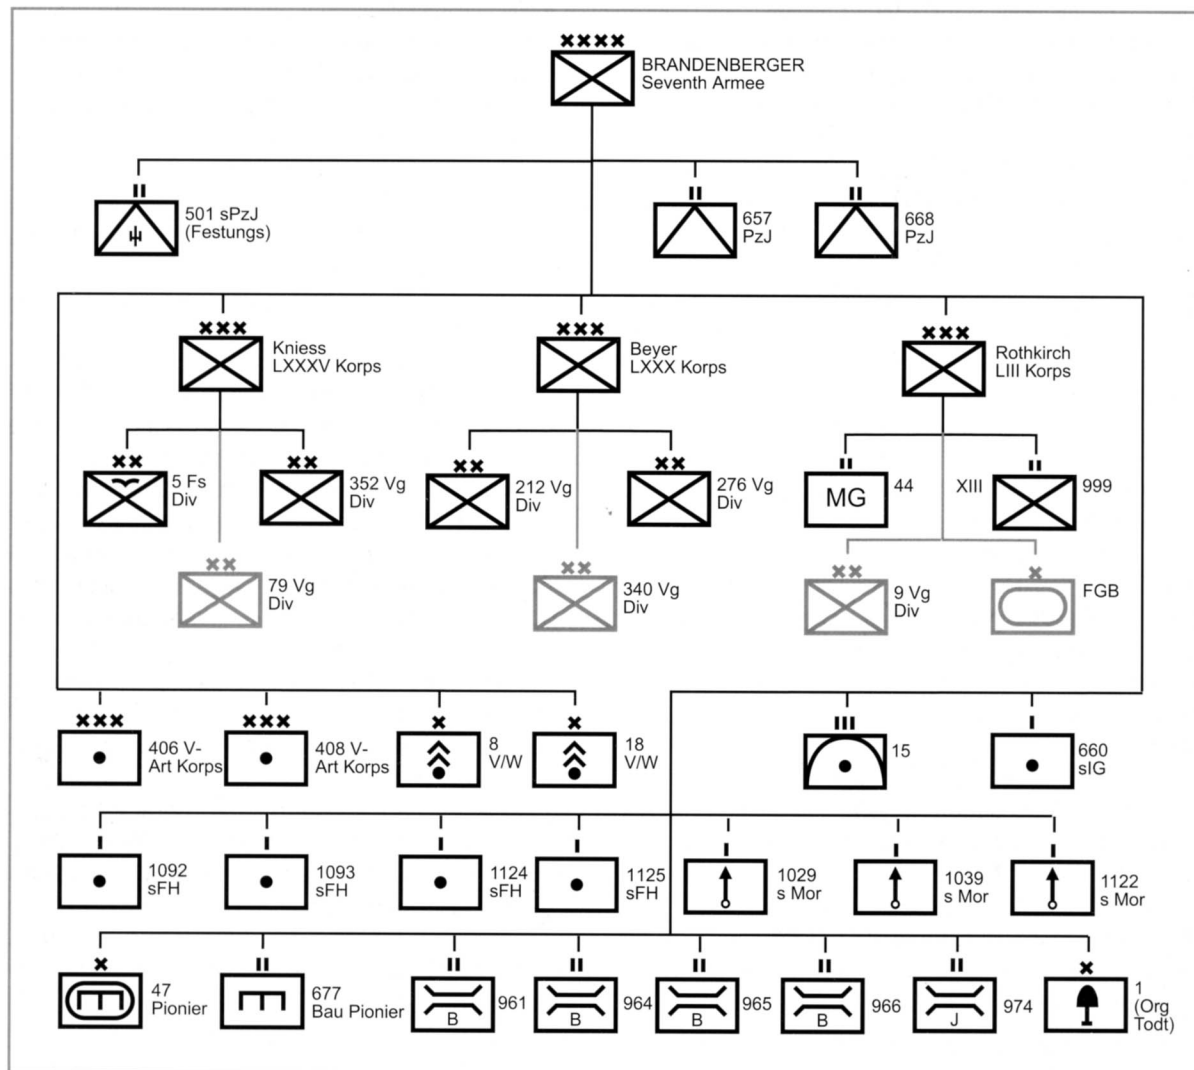 BRANDENBERGER
Seventh Armee
501 sPzJ
(Festungs)
657
PzJ
668
PzJ
Kniess
LXXXV Korps
Beyer
LXXX Korps
Rothkirch
LIII Korps
5 Fs
Div
352 Vg
Div
212 Vg
Div
276 Vg
Div
MG
44
XIII
999
79 Vg
Div
340 Vg
Div
9 Vg
Div
FGB
406 V-
Art Korps
408 V-
Art Korps
8
V/W
18
V/W
15
660
sIG
1092
sFH
1093
sFH
1124
sFH
1125
sFH
1029
s Mor
1039
s Mor
1122
s Mor
47
Pionier
677
Bau Pionier
B
961
B
964
B
965
B
966
J
974
1
(Org
Todt)